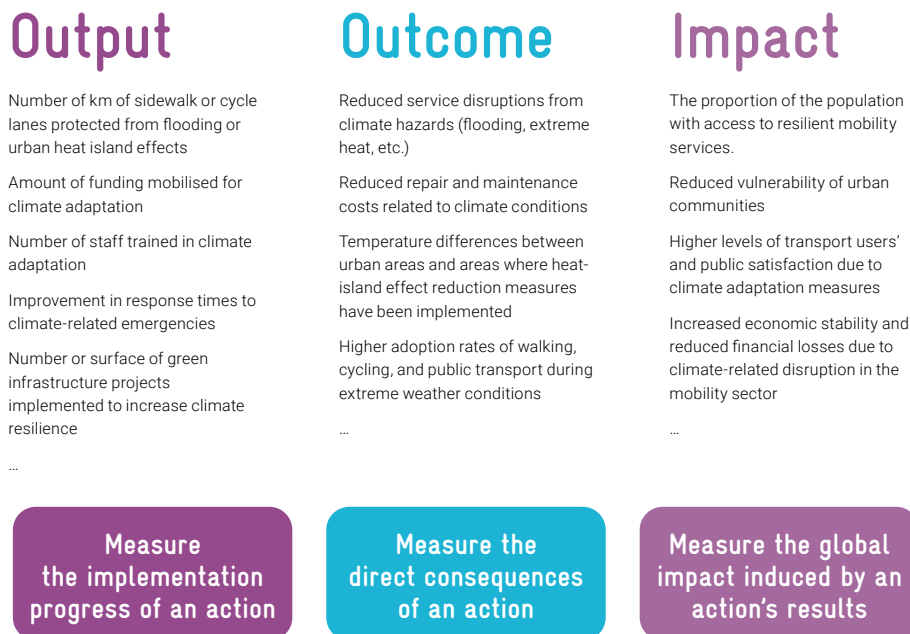 Output
Number of km of sidewalk or cycle
lanes protected from flooding or
urban heat island effects
Amount of funding mobilised for
climate adaptation
Number of staff trained in climate
adaptation
Improvement in response times to
climate-related emergencies
Number or surface of green
infrastructure projects
implemented to increase climate
resilience
…
Measure
the implementation
progress of an action
Outcome
Reduced service disruptions from
climate hazards (flooding, extreme
heat, etc.)
Reduced repair and maintenance
costs related to climate conditions
Temperature differences between
urban areas and areas where heat-
island effect reduction measures
have been implemented
Higher adoption rates of walking,
cycling, and public transport during
extreme weather conditions
…
Measure the
direct consequences
of an action
Impact
The proportion of the population
with access to resilient mobility
services.
Reduced vulnerability of urban
communities
Higher levels of transport users’
and public satisfaction due to
climate adaptation measures
Increased economic stability and
reduced financial losses due to
climate-related disruption in the
mobility sector
…
Measure the global
impact induced by an
action’s results